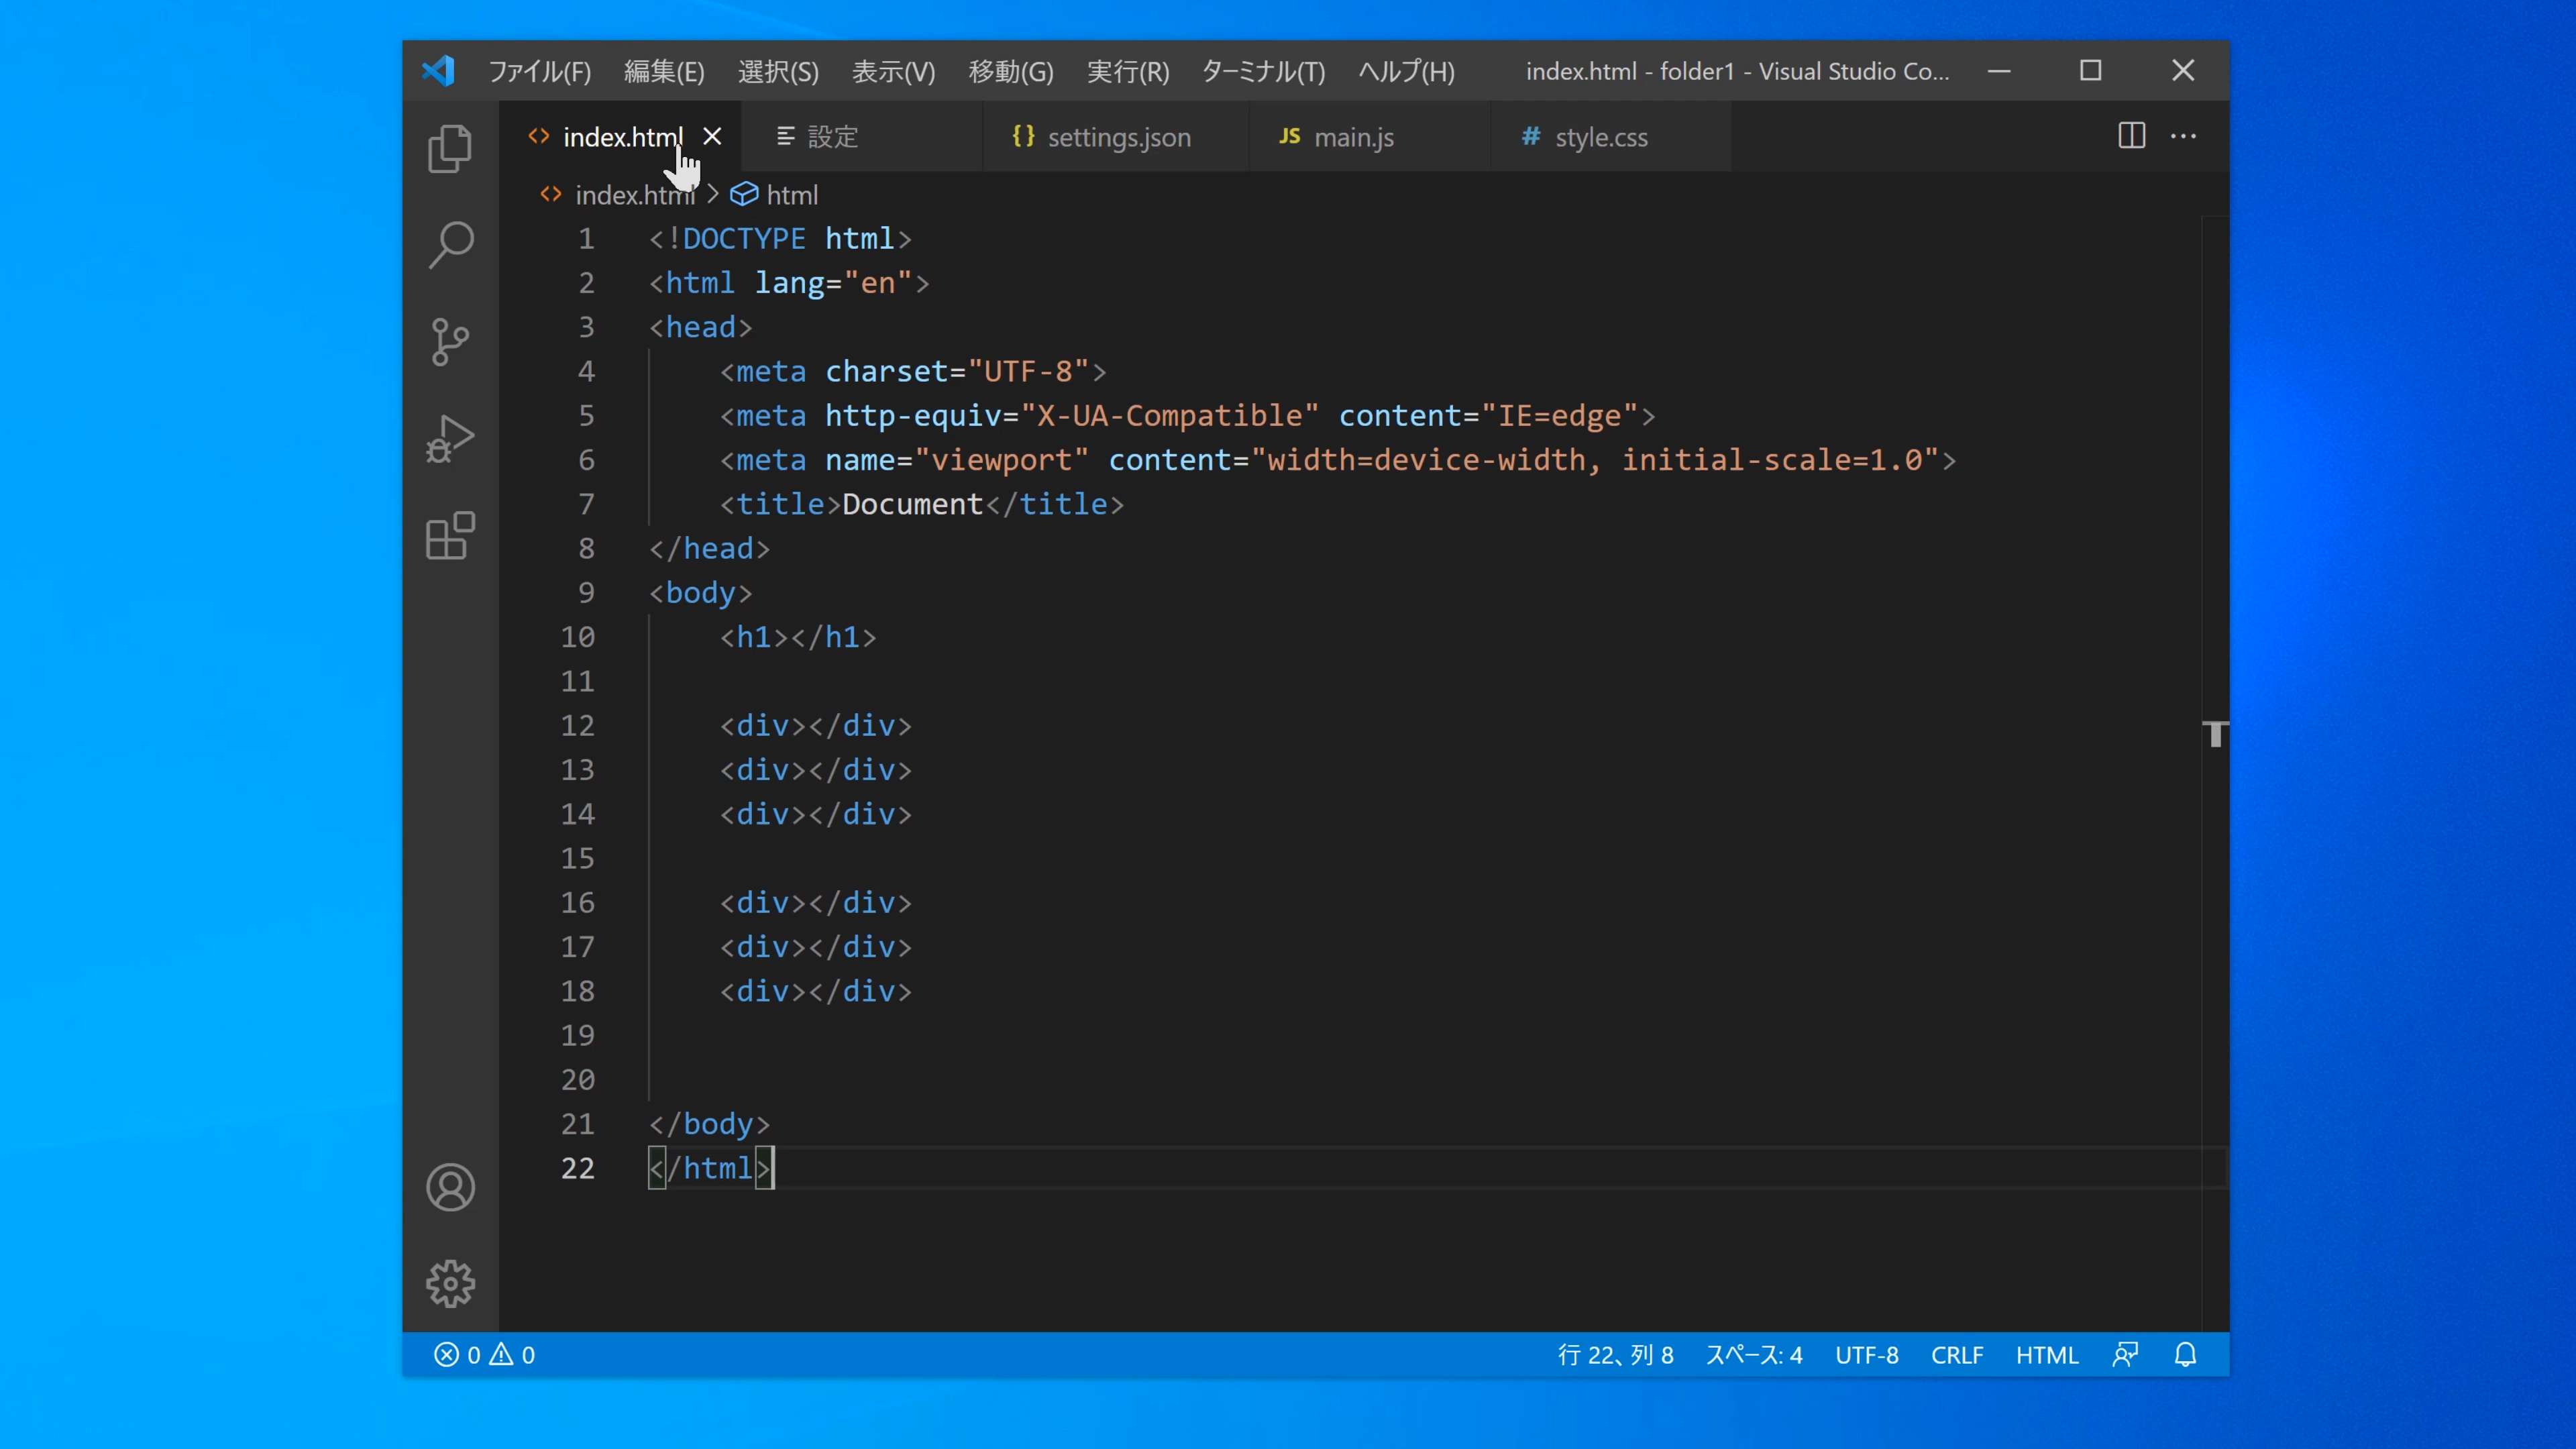 ファイル(F) 編集(E) 選択(S) 表示(V) 移動(G) 実行(R) ターミナル(T) ヘルプ(H) index.html - folder1 - Visual Studio Co...
index.html 設定 {} settings.json JS main.js # style.css
index.html > html
1 <!DOCTYPE html>
2 <html lang="en">
3 <head>
4 <meta charset="UTF-8">
5 <meta http-equiv="X-UA-Compatible" content="IE=edge">
6 <meta name="viewport" content="width=device-width, initial-scale=1.0">
7 <title>Document</title>
8 </head>
9 <body>
10 <h1></h1>
11
12 <div></div>
13 <div></div>
14 <div></div>
15
16 <div></div>
17 <div></div>
18 <div></div>
19
20
21 </body>
22 </html>
0 0 行 22、列 8 スペース: 4 UTF-8 CRLF HTML